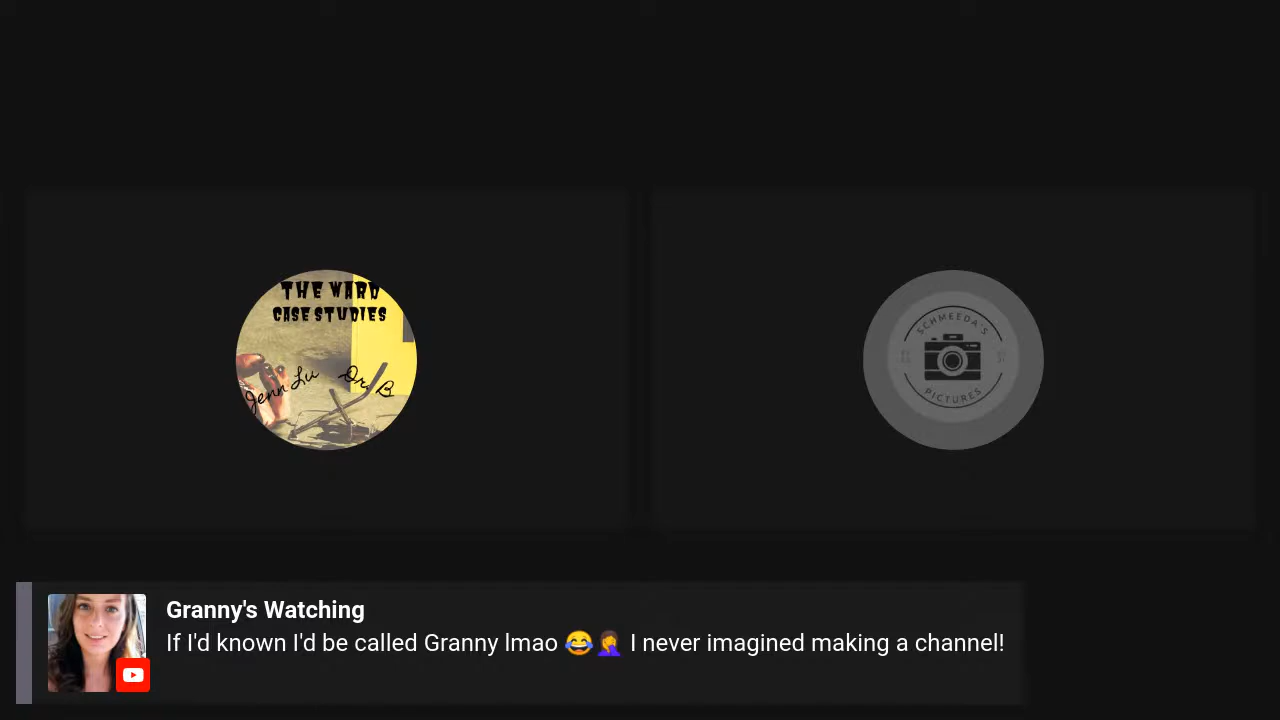 THE WARD
CASE STUDIES
Jenn Lu Dr. B
SCHMEEDA'S
PICTURES
Granny's Watching
If I'd known I'd be called Granny lmao 😂🤦‍♀️ I never imagined making a channel!